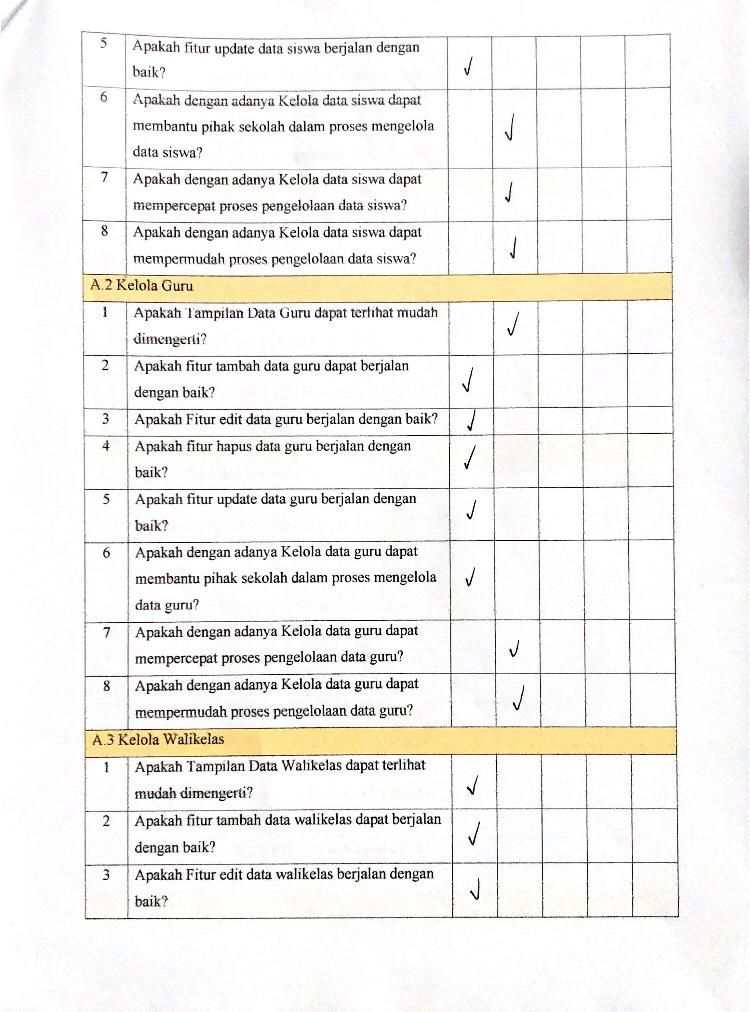 5 Apakah fitur update data siswa berjalan dengan
baik? ✓
6 Apakah dengan adanya Kelola data siswa dapat
membantu pihak sekolah dalam proses mengelola ✓
data siswa?
7 Apakah dengan adanya Kelola data siswa dapat
mempercepat proses pengelolaan data siswa? ✓
8 Apakah dengan adanya Kelola data siswa dapat
mempermudah proses pengelolaan data siswa? ✓
A.2 Kelola Guru
1 Apakah Tampilan Data Guru dapat terlihat mudah
dimengerti? ✓
2 Apakah fitur tambah data guru dapat berjalan
dengan baik? ✓
3 Apakah Fitur edit data guru berjalan dengan baik? ✓
4 Apakah fitur hapus data guru berjalan dengan
baik? ✓
5 Apakah fitur update data guru berjalan dengan
baik? ✓
6 Apakah dengan adanya Kelola data guru dapat
membantu pihak sekolah dalam proses mengelola ✓
data guru?
7 Apakah dengan adanya Kelola data guru dapat
mempercepat proses pengelolaan data guru? ✓
8 Apakah dengan adanya Kelola data guru dapat
mempermudah proses pengelolaan data guru? ✓
A.3 Kelola Walikelas
1 Apakah Tampilan Data Walikelas dapat terlihat
mudah dimengerti? ✓
2 Apakah fitur tambah data walikelas dapat berjalan
dengan baik? ✓
3 Apakah Fitur edit data walikelas berjalan dengan
baik? ✓